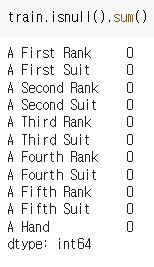 train.isnull().sum()
A First Rank 0
A First Suit 0
A Second Rank 0
A Second Suit 0
A Third Rank 0
A Third Suit 0
A Fourth Rank 0
A Fourth Suit 0
A Fifth Rank 0
A Fifth Suit 0
A Hand 0
dtype: int64